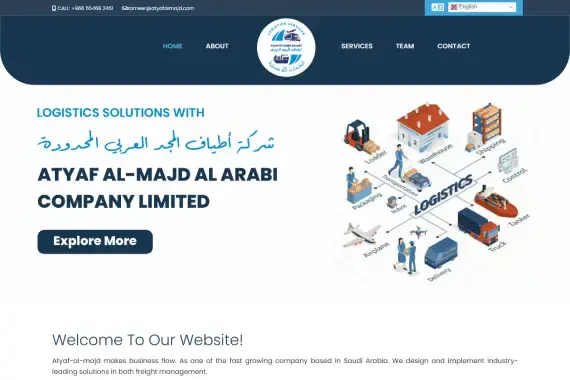 CALL: +966 55469 2451 sameer@atyafalmajd.com
English
HOME ABOUT SERVICES TEAM CONTACT
LOGISTICS SOLUTIONS WITH
شركة أطياف المجد العربي المحدودة
ATYAF AL-MAJD AL ARABI
COMPANY LIMITED
Explore More
Loader
Warehouse
Shipping
Control
Transportation
Packaging
Robot
LOGISTICS
Tanker
Truck
Airplane
Delivery
Welcome To Our Website!
Atyaf-al-majd makes business flow. As one of the fast growing company based in Saudi Arabia. We design and implement industry-
leading solutions in both freight management.